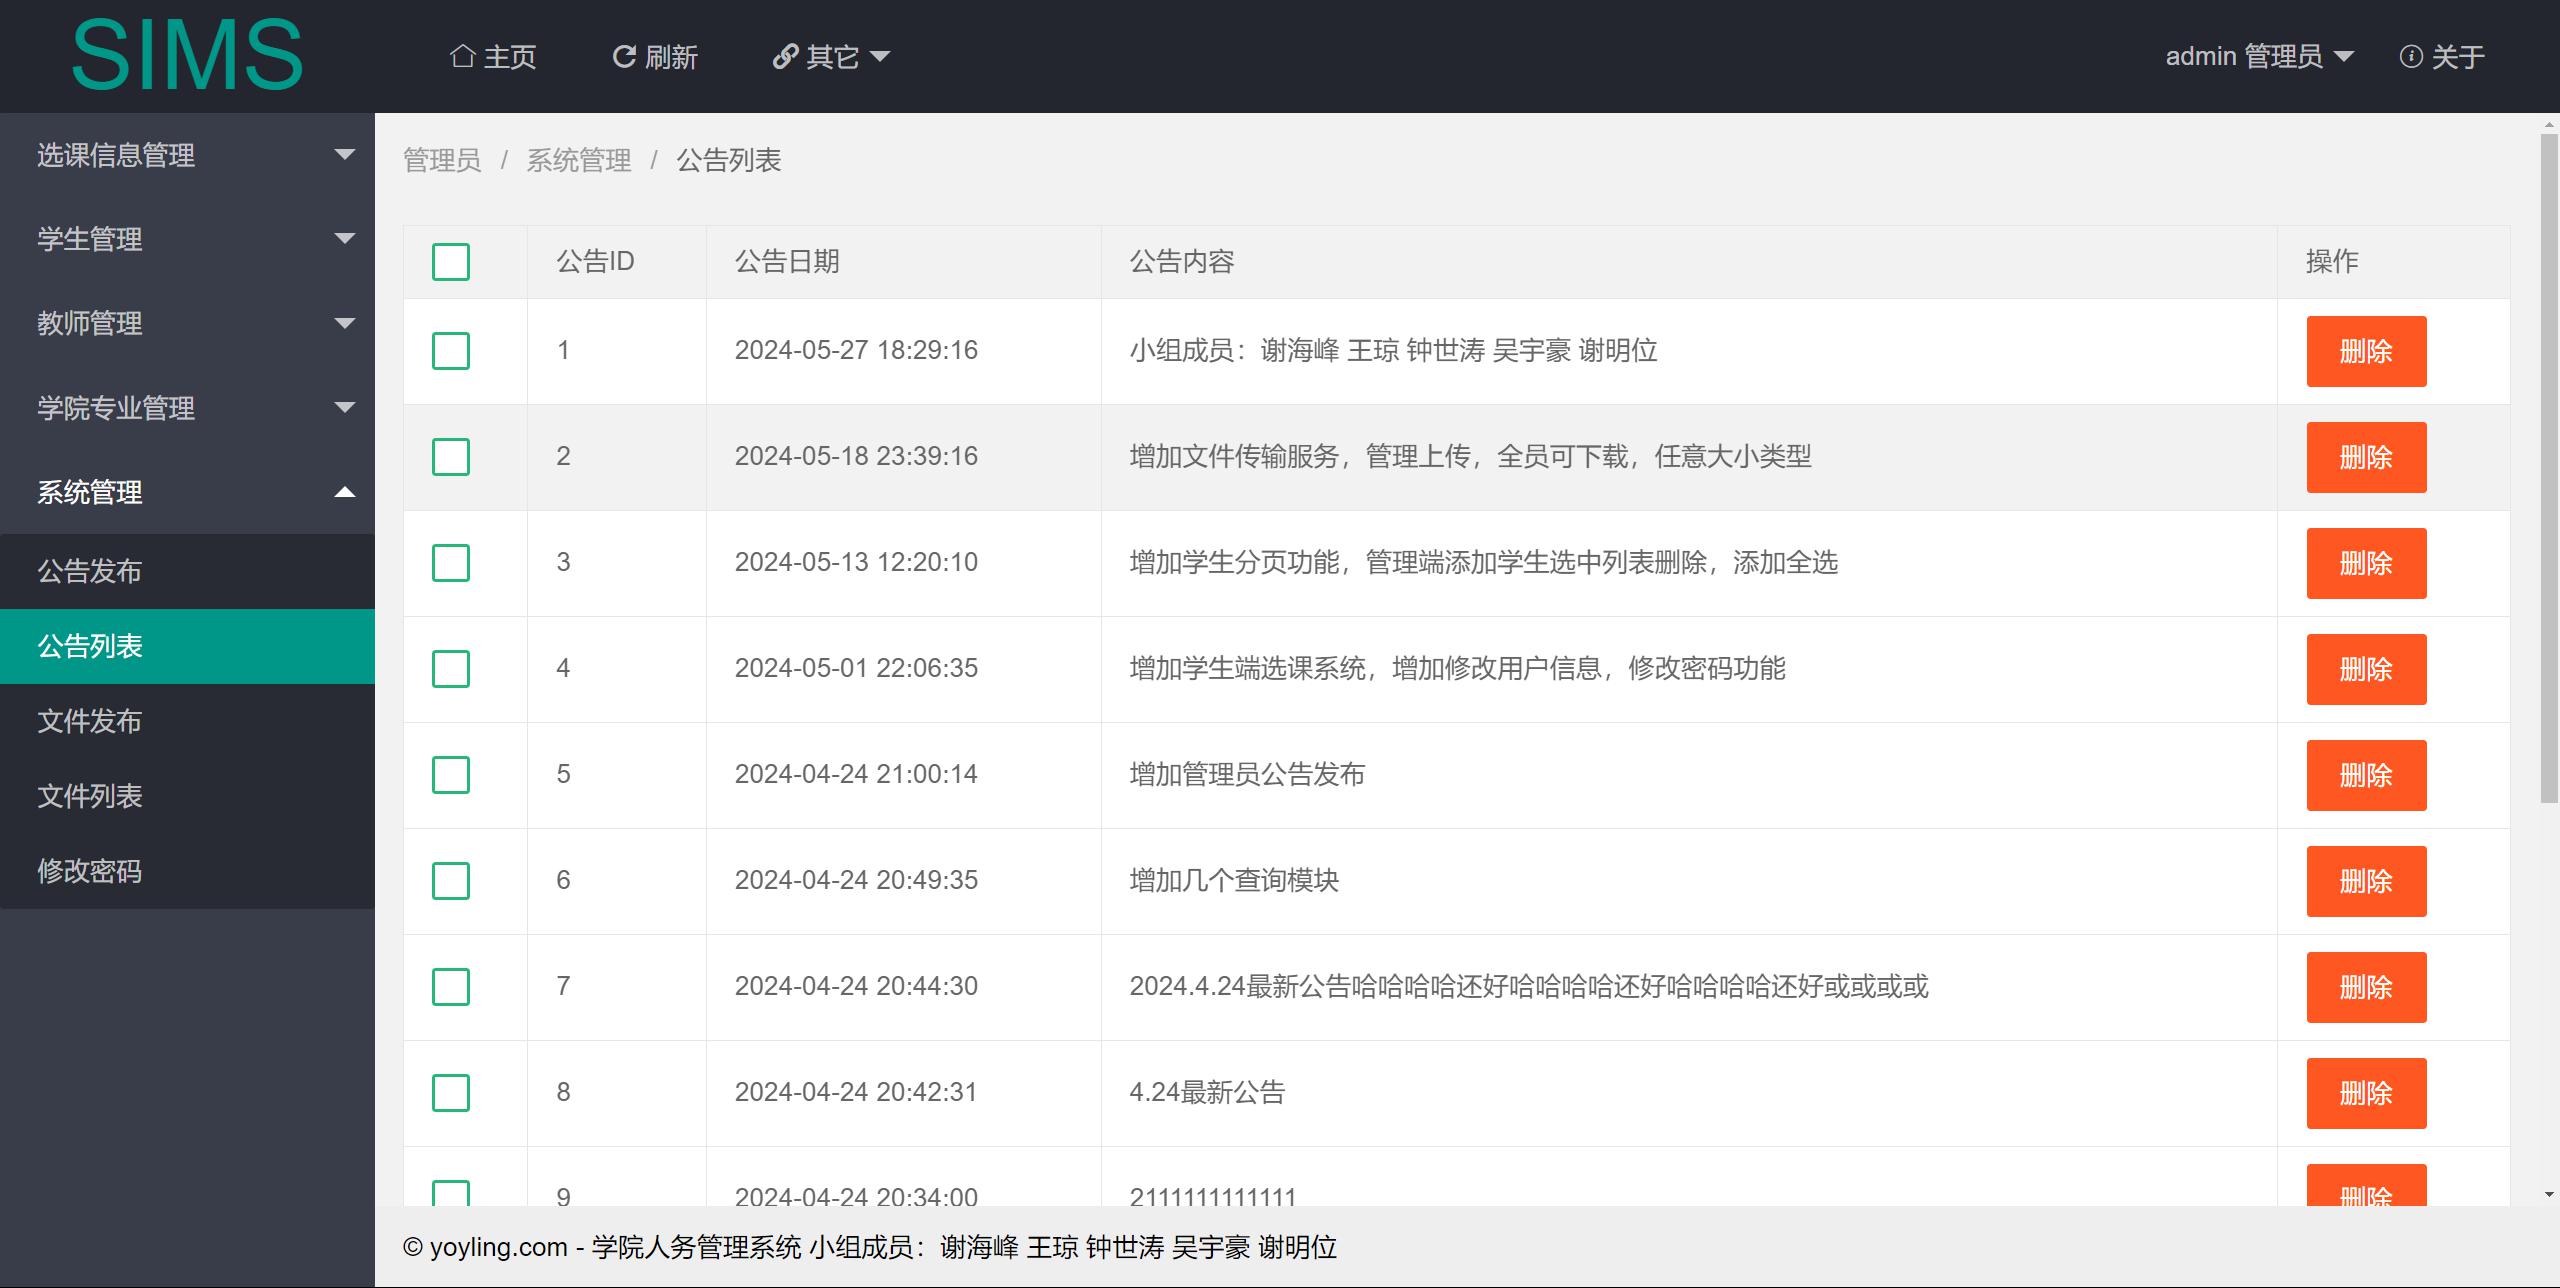 SIMS
主页 刷新 其它 admin 管理员 关于
选课信息管理
学生管理
教师管理
学院专业管理
系统管理
公告发布
公告列表
文件发布
文件列表
修改密码
管理员 / 系统管理 / 公告列表
公告ID 公告日期 公告内容 操作
1 2024-05-27 18:29:16 小组成员：谢海峰 王琼 钟世涛 吴宇豪 谢明位 删除
2 2024-05-18 23:39:16 增加文件传输服务，管理上传，全员可下载，任意大小类型 删除
3 2024-05-13 12:20:10 增加学生分页功能，管理端添加学生选中列表删除，添加全选 删除
4 2024-05-01 22:06:35 增加学生端选课系统，增加修改用户信息，修改密码功能 删除
5 2024-04-24 21:00:14 增加管理员公告发布 删除
6 2024-04-24 20:49:35 增加几个查询模块 删除
7 2024-04-24 20:44:30 2024.4.24最新公告哈哈哈哈还好哈哈哈哈还好哈哈哈哈还好或或或或 删除
8 2024-04-24 20:42:31 4.24最新公告 删除
9 2024-04-24 20:34:00 2111111111111 删除
© yoyling.com - 学院人务管理系统 小组成员：谢海峰 王琼 钟世涛 吴宇豪 谢明位